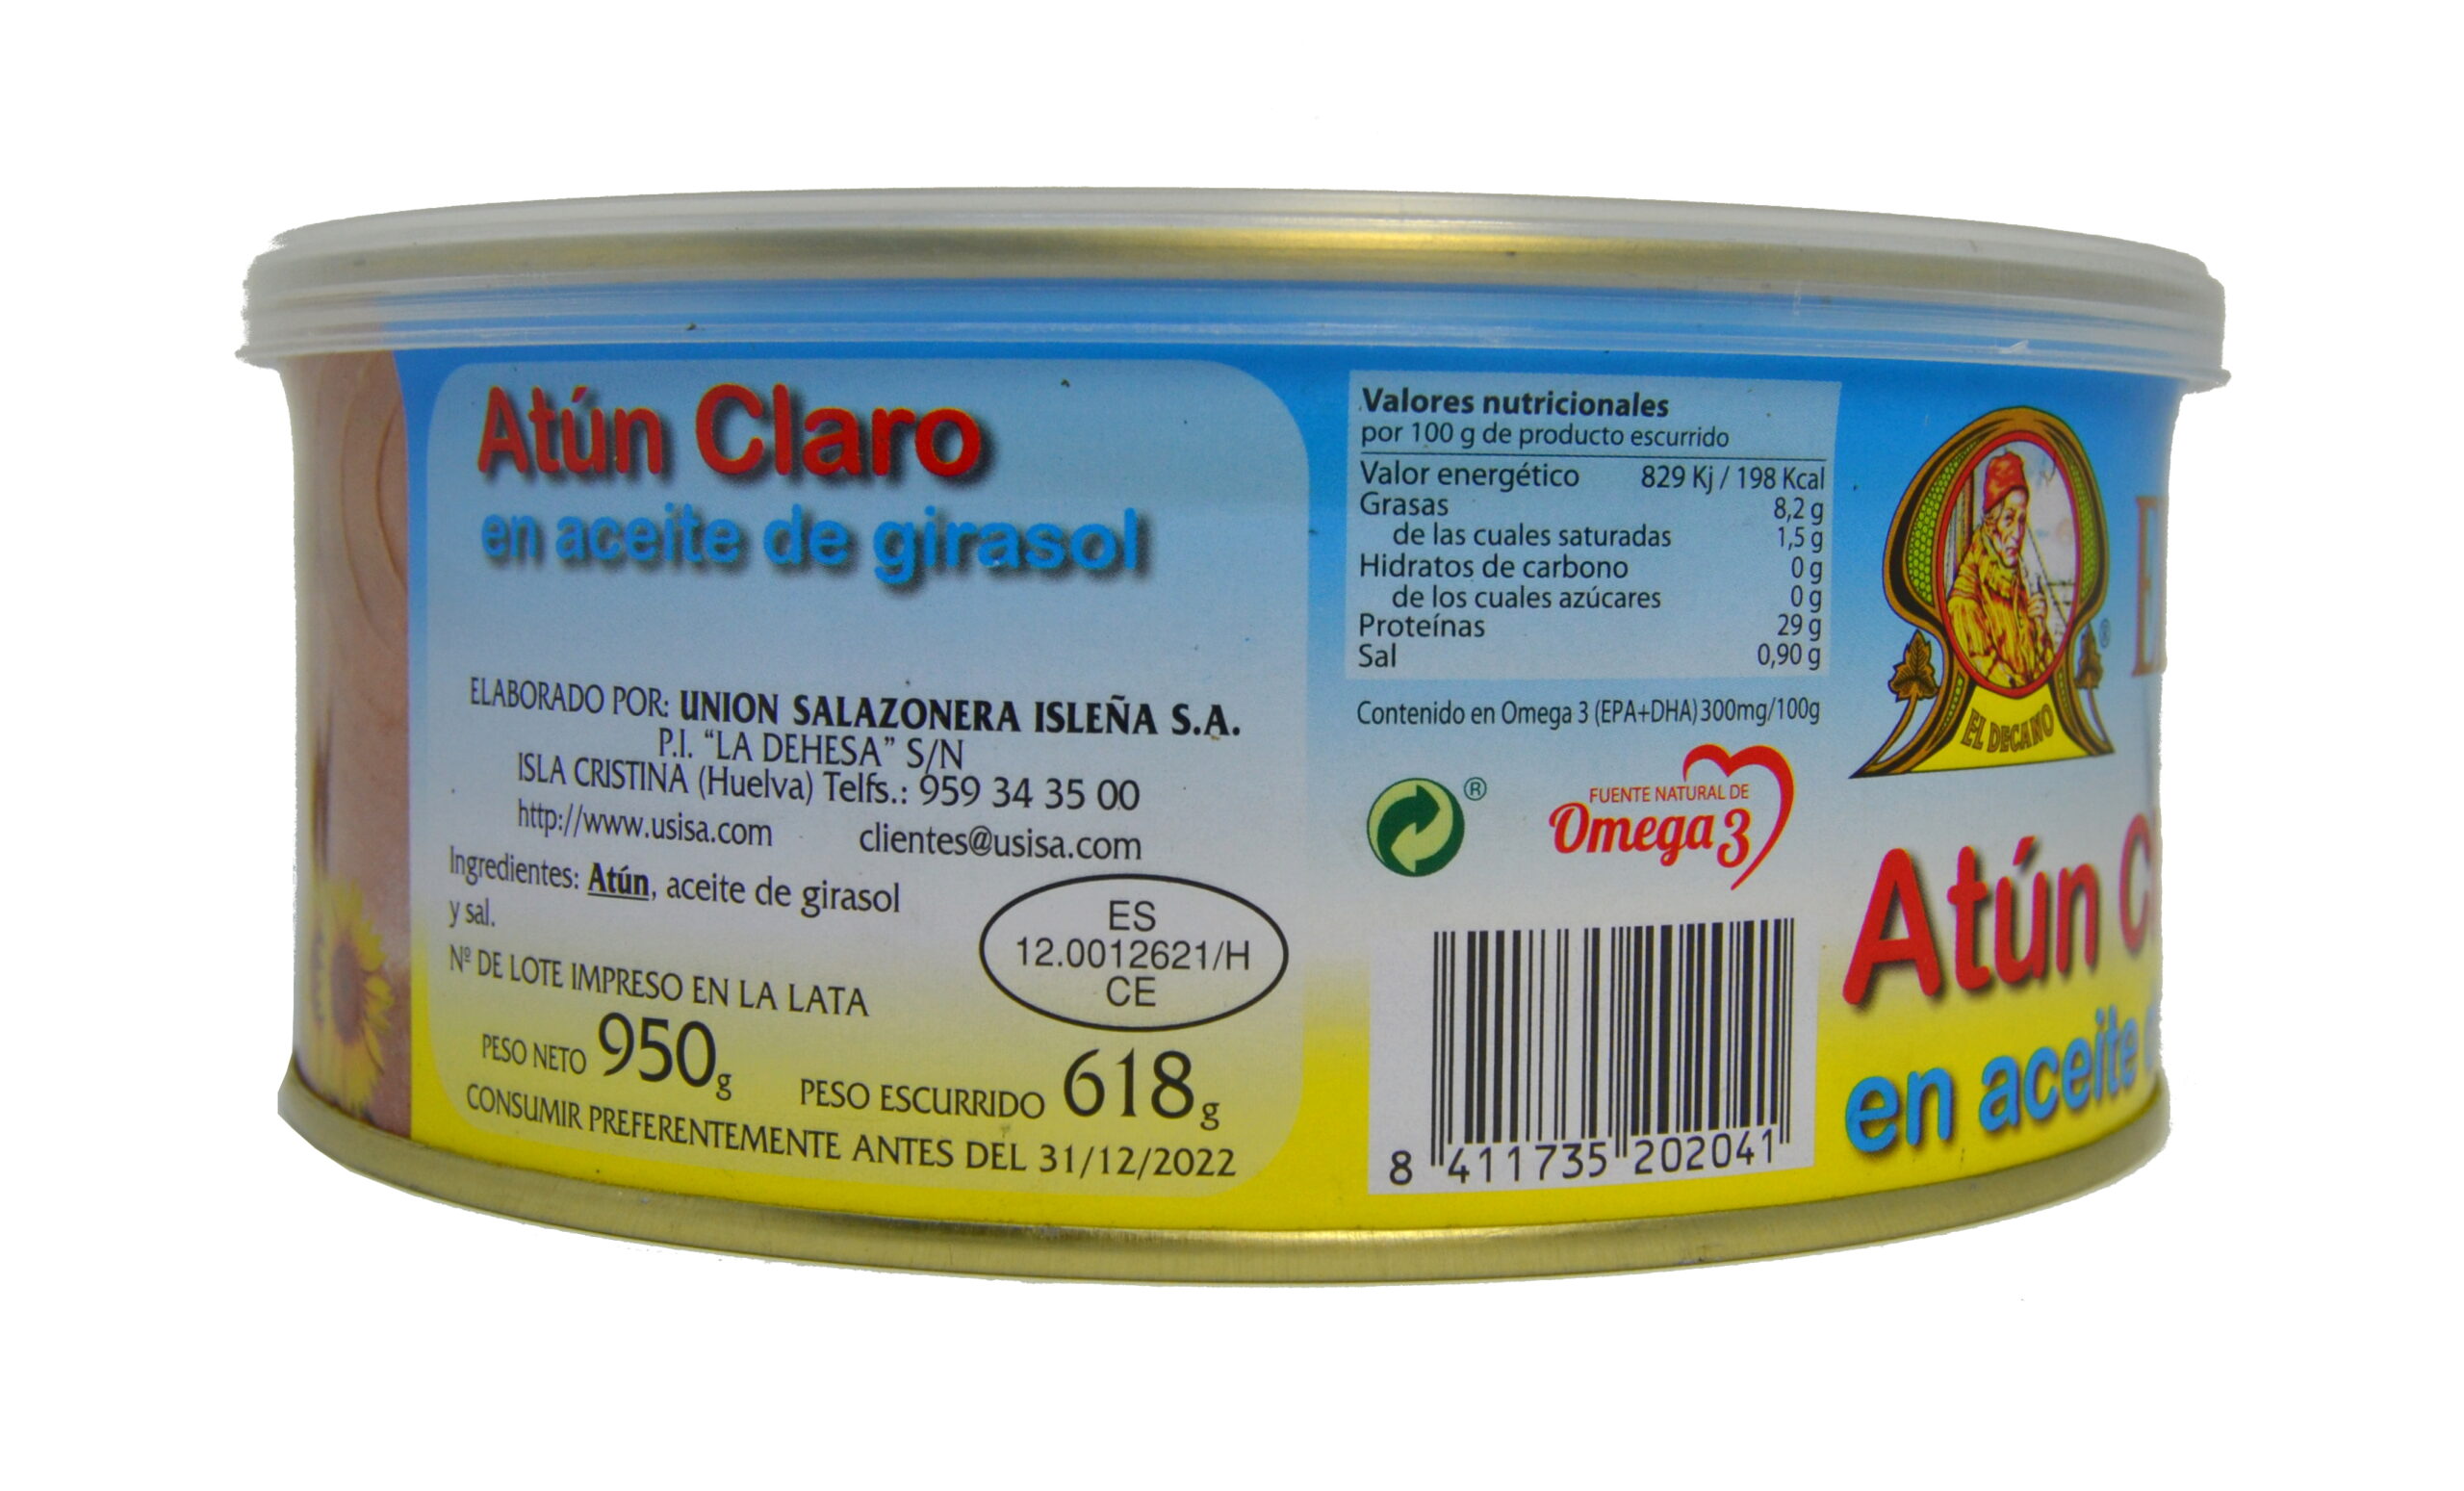 Atún Claro
en aceite de girasol
ELABORADO POR: UNION SALAZONERA ISLEÑA S.A.
P.I. “LA DEHESA” S/N
ISLA CRISTINA (Huelva) Telfs.: 959 34 35 00
http://www.usisa.com clientes@usisa.com
Ingredientes: Atún, aceite de girasol
y sal.
ES
12.0012621/H
CE
Nº DE LOTE IMPRESO EN LA LATA
PESO NETO 950g PESO ESCURRIDO 618g
CONSUMIR PREFERENTEMENTE ANTES DEL 31/12/2022
Valores nutricionales
por 100 g de producto escurrido
Valor energético 829 Kj / 198 Kcal
Grasas 8,2 g
de las cuales saturadas 1,5 g
Hidratos de carbono 0 g
de los cuales azúcares 0 g
Proteínas 29 g
Sal 0,90 g
Contenido en Omega 3 (EPA+DHA) 300mg/100g
®
FUENTE NATURAL DE
Omega 3
8 411735 202041
®
EL DECANO
Atún
en aceite